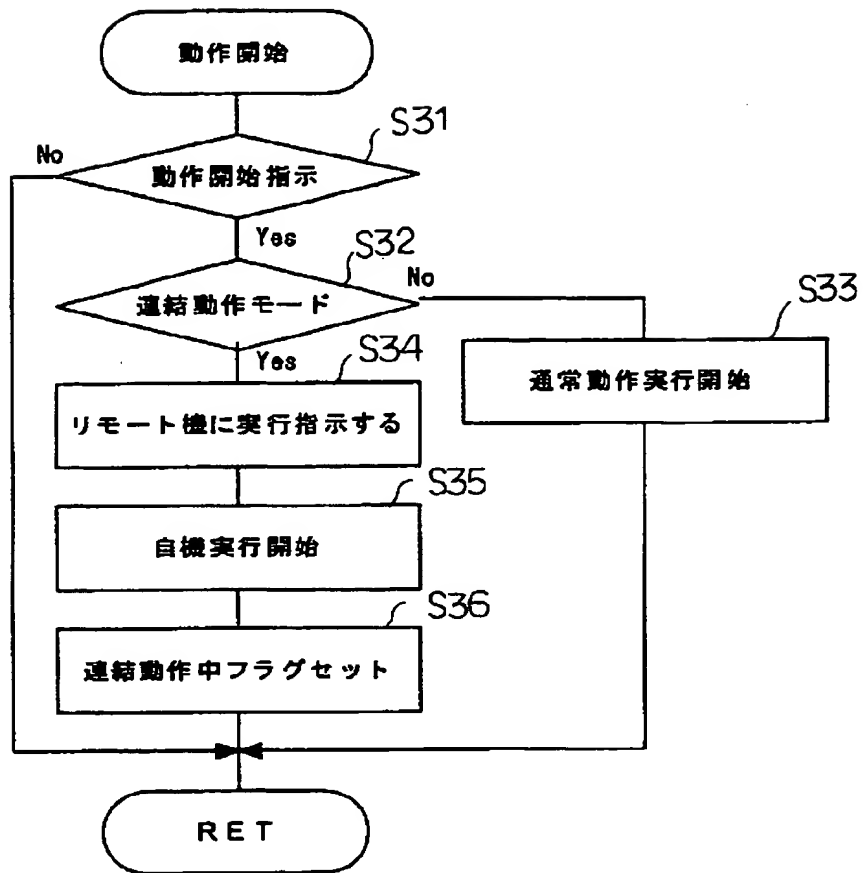 動作開始
S31
No
動作開始指示
Yes
S32
No
連結動作モード
S33
Yes
S34
通常動作実行開始
リモート機に実行指示する
S35
自機実行開始
S36
連結動作中フラグセット
RET